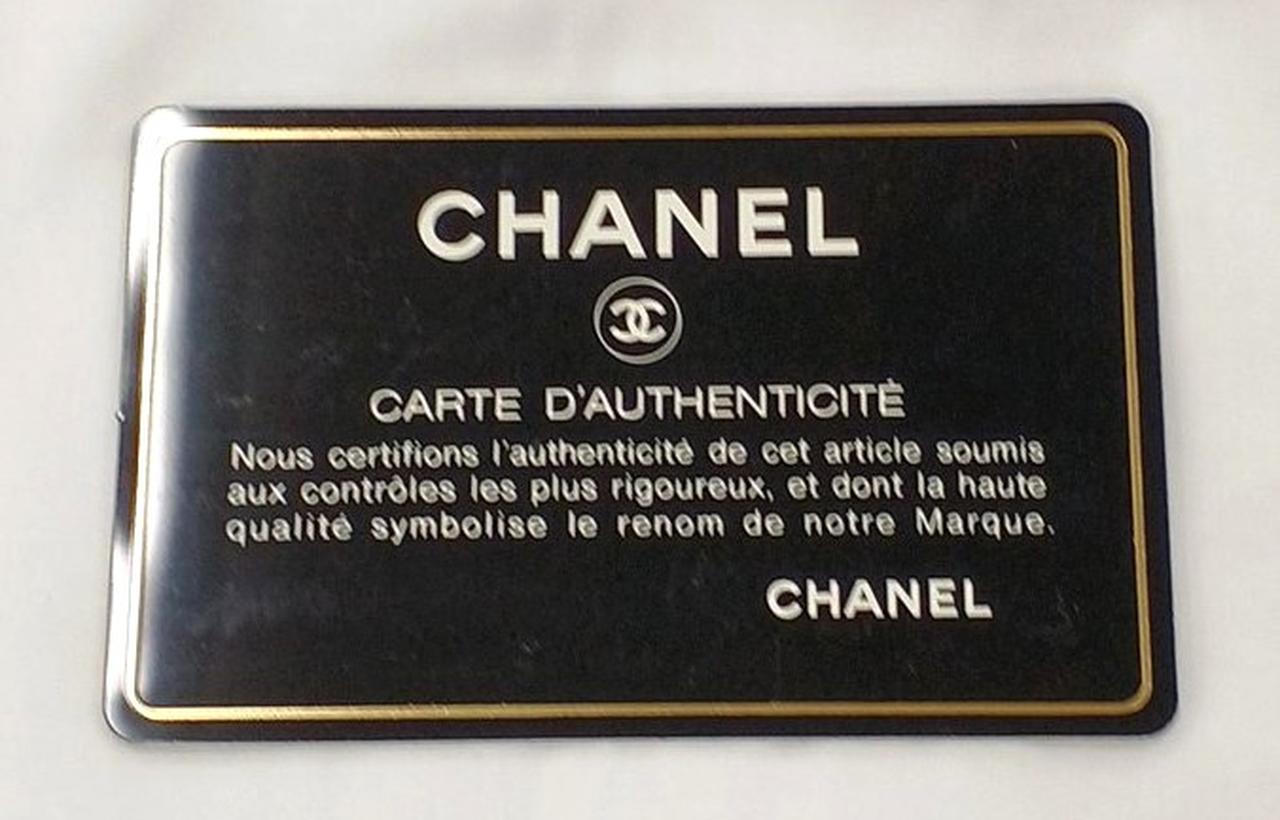 CHANEL
CARTE D'AUTHENTICITÉ
Nous certifions l'authenticité de cet article soumis
aux contrôles les plus rigoureux, et dont la haute
qualité symbolise le renom de notre Marque.
CHANEL